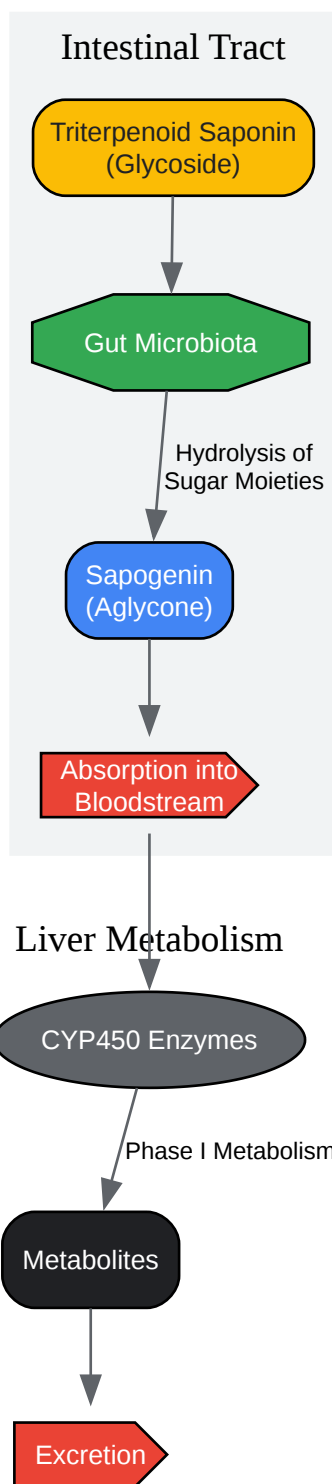 Intestinal Tract
Triterpenoid Saponin
(Glycoside)
Gut Microbiota
Hydrolysis of
Sugar Moieties
Sapogenin
(Aglycone)
Absorption into
Bloodstream
Liver Metabolism
CYP450 Enzymes
Phase I Metabolism
Metabolites
Excretion